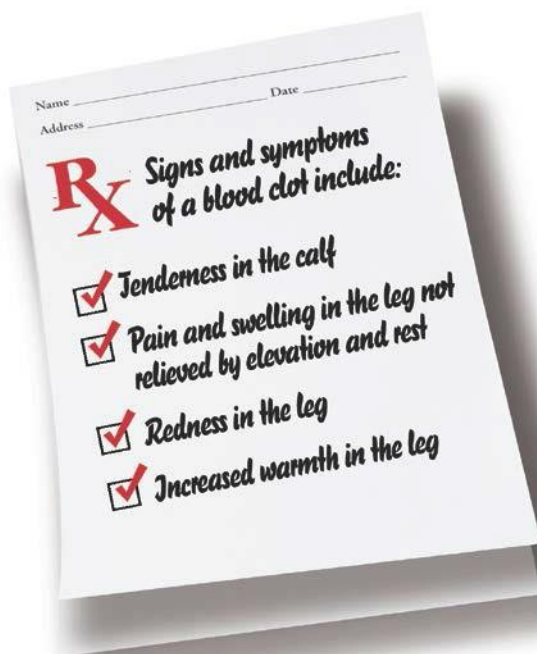 Name
Address Date
Rx
Signs and symptoms
of a blood clot include:
Tenderness in the calf
Pain and swelling in the leg not
relieved by elevation and rest
Redness in the leg
Increased warmth in the leg